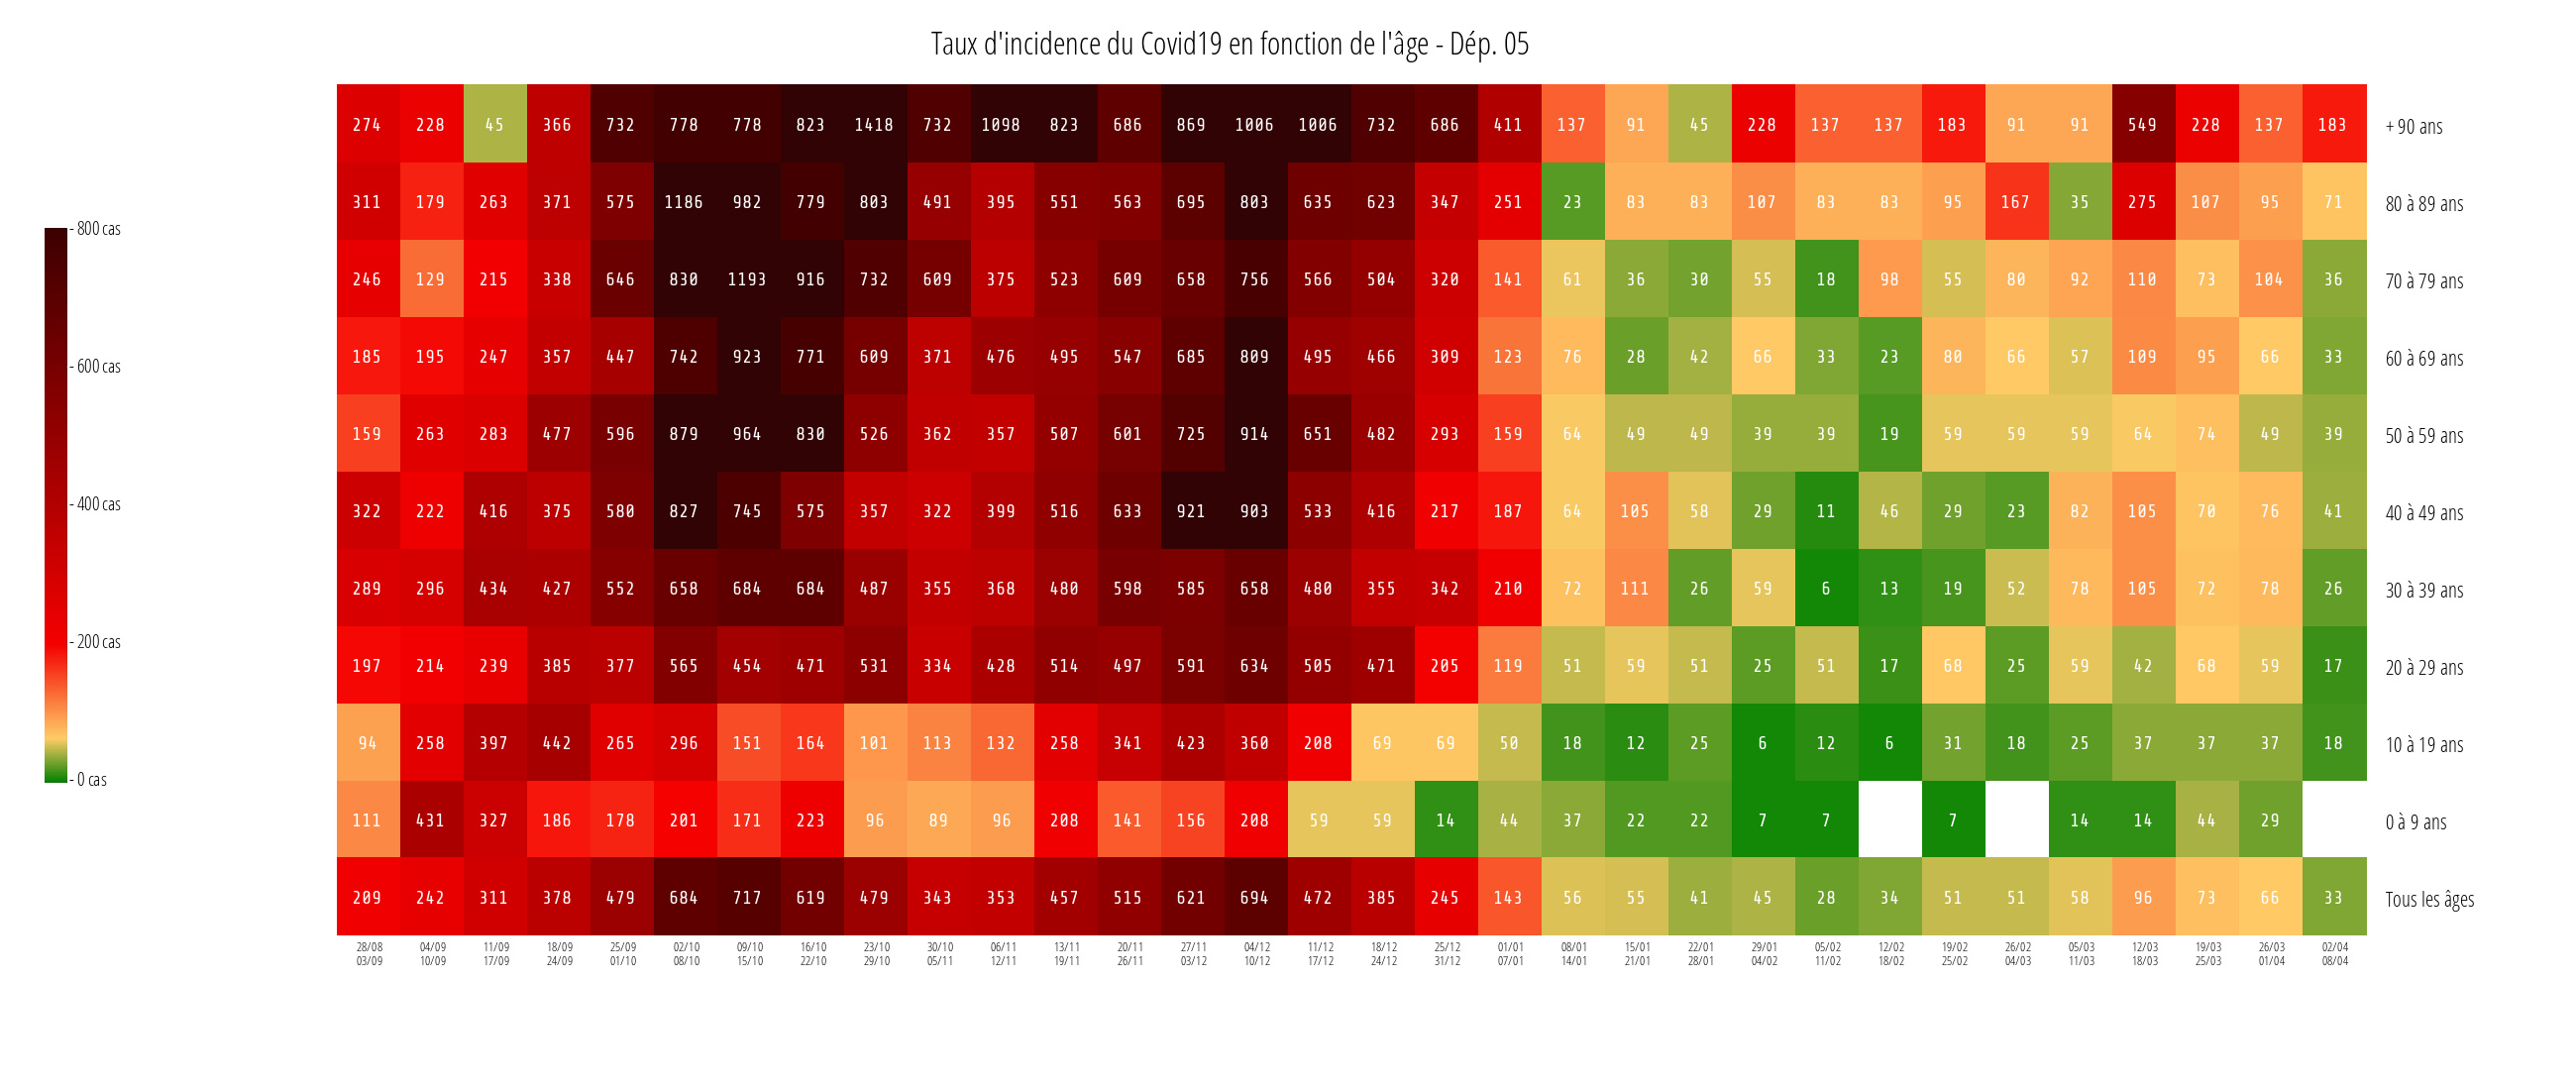 Taux d'incidence du Covid19 en fonction de l'âge - Dép. 05
- 800 cas
- 600 cas
- 400 cas
- 200 cas
- 0 cas
274 228 45 366 732 778 778 823 1418 732 1098 823 686 869 1006 1006 732 686 411 137 91 45 228 137 137 183 91 91 549 228 137 183 + 90 ans
311 179 263 371 575 1186 982 779 803 491 395 551 563 695 803 635 623 347 251 23 83 83 107 83 83 95 167 35 275 107 95 71 80 à 89 ans
246 129 215 338 646 830 1193 916 732 609 375 523 609 658 756 566 504 320 141 61 36 30 55 18 98 55 80 92 110 73 104 36 70 à 79 ans
185 195 247 357 447 742 923 771 609 371 476 495 547 685 809 495 466 309 123 76 28 42 66 33 23 80 66 57 109 95 66 33 60 à 69 ans
159 263 283 477 596 879 964 830 526 362 357 507 601 725 914 651 482 293 159 64 49 49 39 39 19 59 59 59 64 74 49 39 50 à 59 ans
322 222 416 375 580 827 745 575 357 322 399 516 633 921 903 533 416 217 187 64 105 58 29 11 46 29 23 82 105 70 76 41 40 à 49 ans
289 296 434 427 552 658 684 684 487 355 368 480 598 585 658 480 355 342 210 72 111 26 59 6 13 19 52 78 105 72 78 26 30 à 39 ans
197 214 239 385 377 565 454 471 531 334 428 514 497 591 634 505 471 205 119 51 59 51 25 51 17 68 25 59 42 68 59 17 20 à 29 ans
94 258 397 442 265 296 151 164 101 113 132 258 341 423 360 208 69 69 50 18 12 25 6 12 6 31 18 25 37 37 37 18 10 à 19 ans
111 431 327 186 178 201 171 223 96 89 96 208 141 156 208 59 59 14 44 37 22 22 7 7 7 14 14 44 29 0 à 9 ans
209 242 311 378 479 684 717 619 479 343 353 457 515 621 694 472 385 245 143 56 55 41 45 28 34 51 51 58 96 73 66 33 Tous les âges
28/08 04/09 11/09 18/09 25/09 02/10 09/10 16/10 23/10 30/10 06/11 13/11 20/11 27/11 04/12 11/12 18/12 25/12 01/01 08/01 15/01 22/01 29/01 05/02 12/02 19/02 26/02 05/03 12/03 19/03 26/03 02/04
03/09 10/09 17/09 24/09 01/10 08/10 15/10 22/10 29/10 05/11 12/11 19/11 26/11 03/12 10/12 17/12 24/12 31/12 07/01 14/01 21/01 28/01 04/02 11/02 18/02 25/02 04/03 11/03 18/03 25/03 01/04 08/04